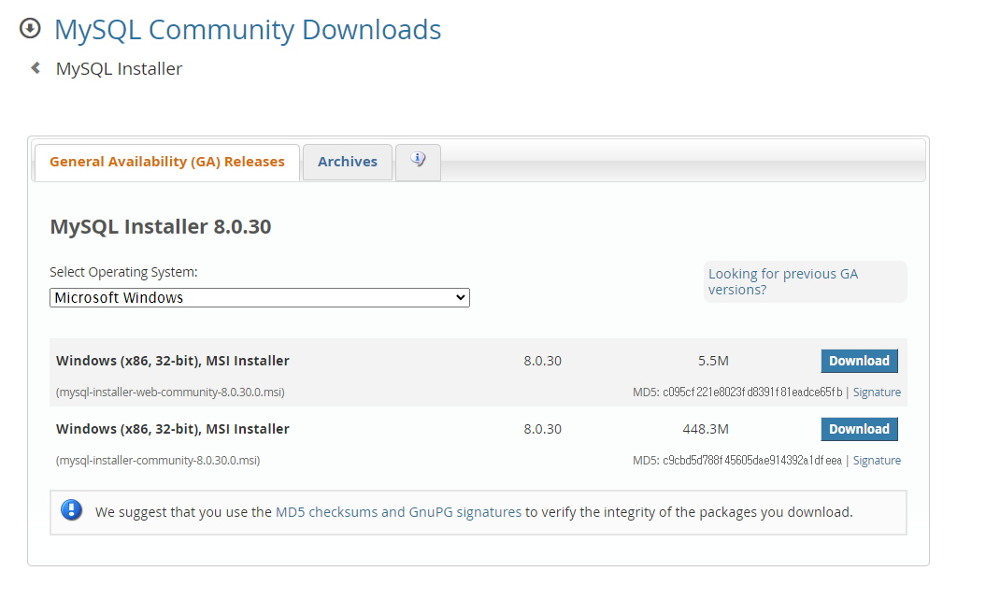 MySQL Community Downloads
MySQL Installer
General Availability (GA) Releases
Archives
MySQL Installer 8.0.30
Select Operating System:
Microsoft Windows
Looking for previous GA
versions?
Windows (x86, 32-bit), MSI Installer 8.0.30 5.5M Download
(mysql-installer-web-community-8.0.30.0.msi) MD5: c095cf221e8023fd8391f81eadce65fb | Signature
Windows (x86, 32-bit), MSI Installer 8.0.30 448.3M Download
(mysql-installer-community-8.0.30.0.msi) MD5: c9cbd5d788f45605dae914392a1dfeea | Signature
We suggest that you use the MD5 checksums and GnuPG signatures to verify the integrity of the packages you download.